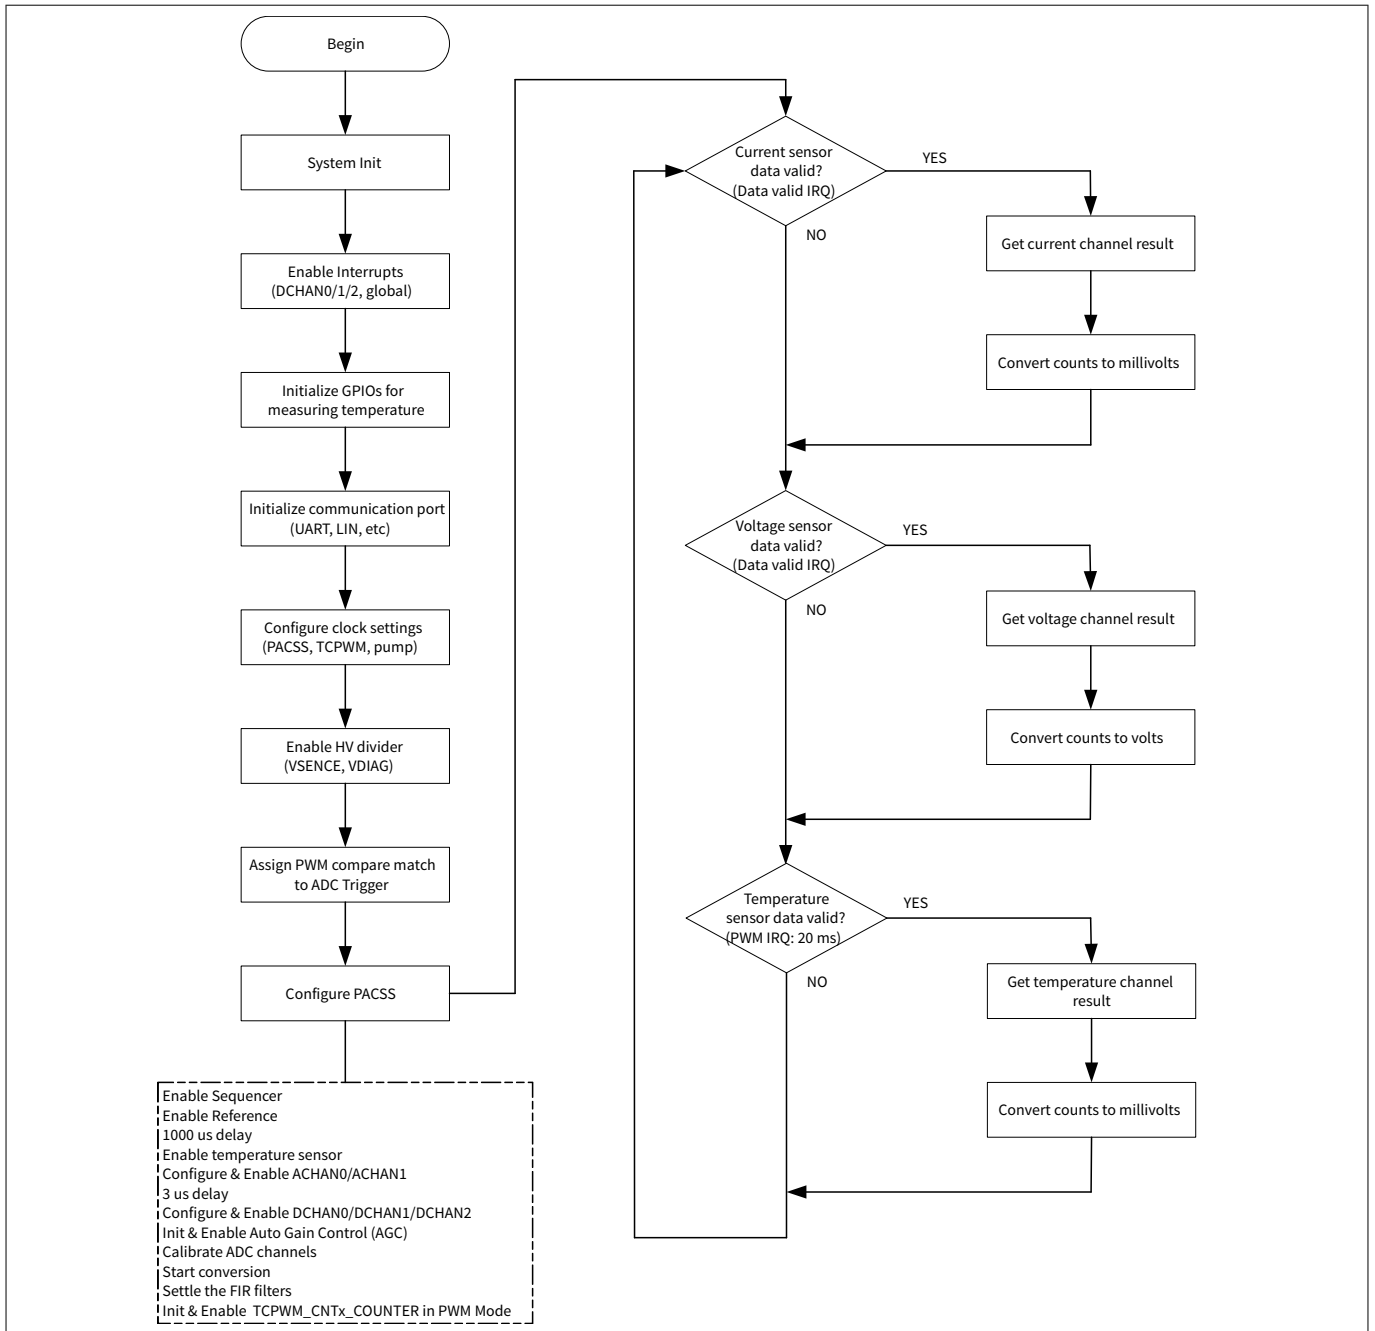 Begin
System Init
Enable Interrupts
(DCHAN0/1/2, global)
Initialize GPIOs for
measuring temperature
Initialize communication port
(UART, LIN, etc)
Configure clock settings
(PACSS, TCPWM, pump)
Enable HV divider
(VSENCE, VDIAG)
Assign PWM compare match
to ADC Trigger
Configure PACSS
Enable Sequencer
Enable Reference
1000 us delay
Enable temperature sensor
Configure & Enable ACHAN0/ACHAN1
3 us delay
Configure & Enable DCHAN0/DCHAN1/DCHAN2
Init & Enable Auto Gain Control (AGC)
Calibrate ADC channels
Start conversion
Settle the FIR filters
Init & Enable TCPWM_CNTx_COUNTER in PWM Mode
Current sensor
data valid?
(Data valid IRQ)
YES
NO
Get current channel result
Convert counts to millivolts
Voltage sensor
data valid?
(Data valid IRQ)
YES
NO
Get voltage channel result
Convert counts to volts
Temperature
sensor data valid?
(PWM IRQ: 20 ms)
YES
NO
Get temperature channel
result
Convert counts to millivolts